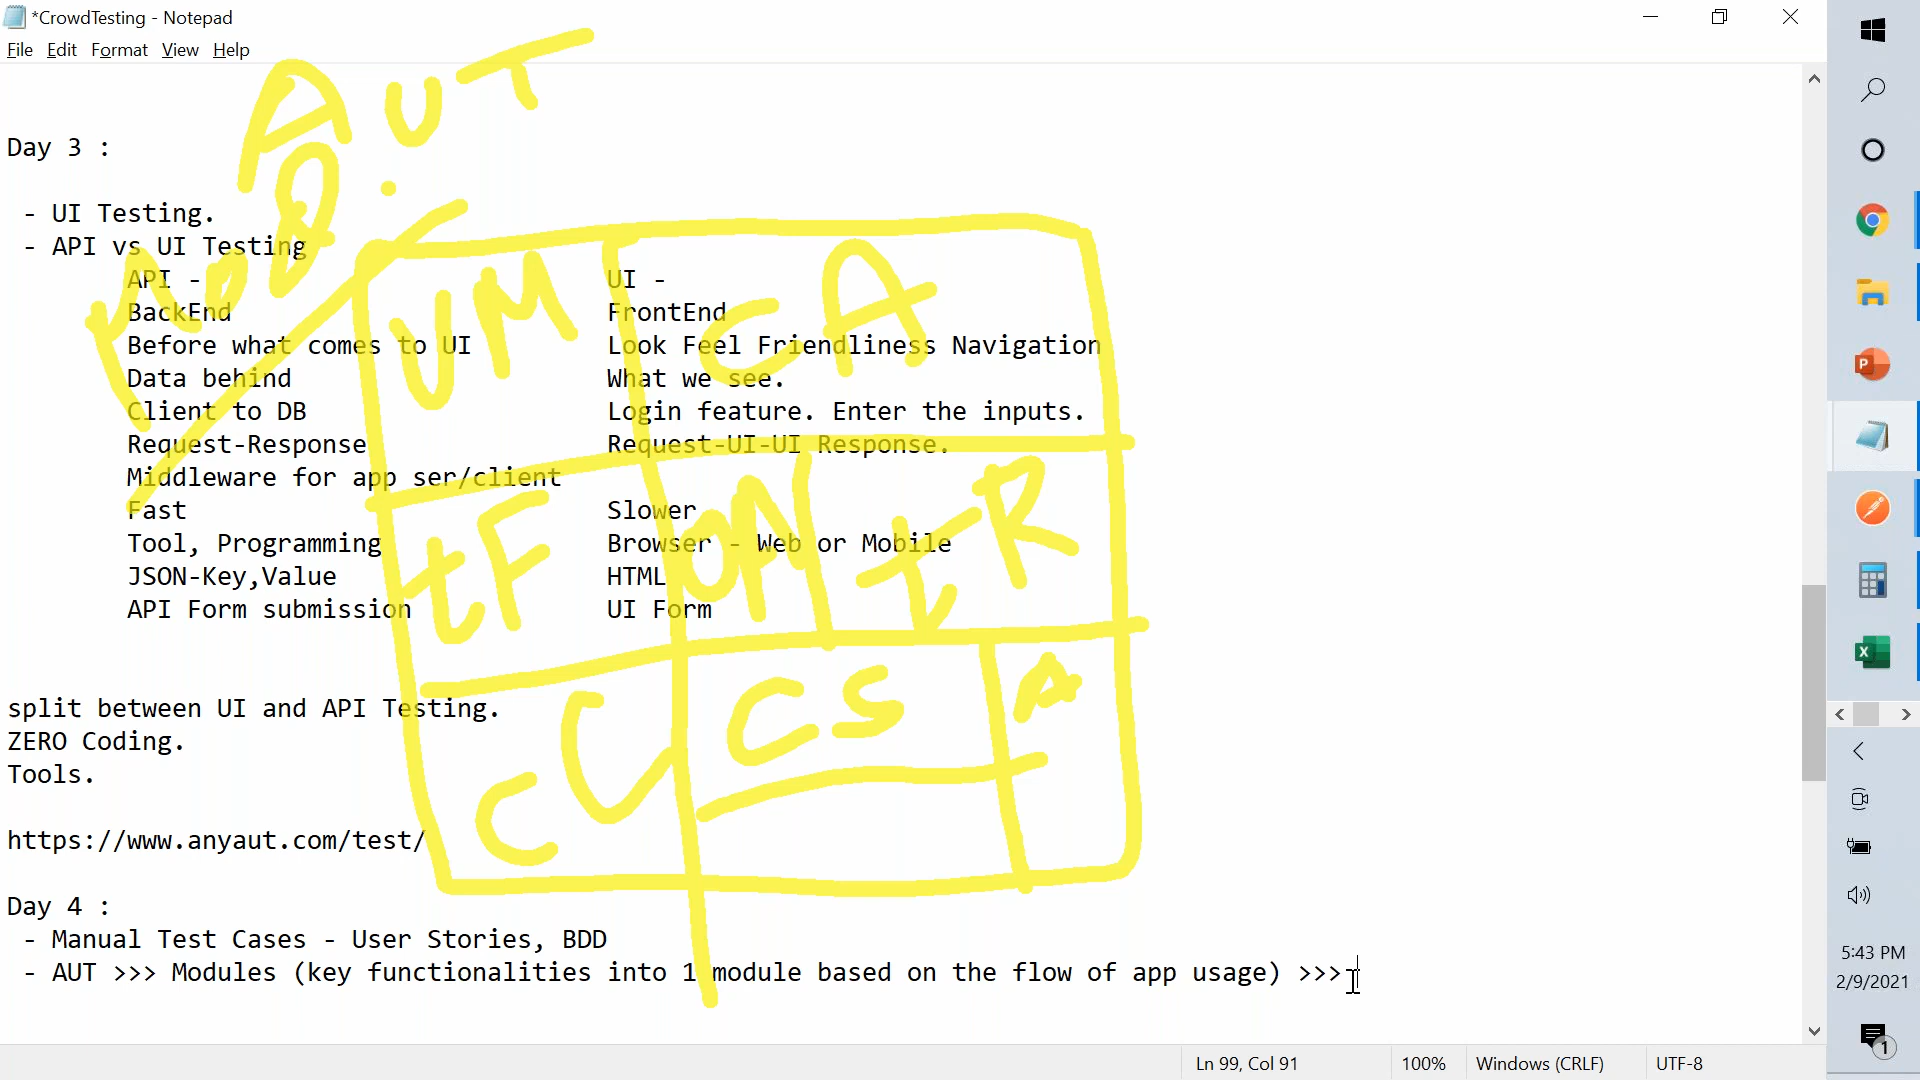 *CrowdTesting - Notepad
File Edit Format View Help
AUT
Day 3 :
- UI Testing.
- API vs UI Testing
API - UI -
BackEnd FrontEnd
Before what comes to UI Look Feel Friendliness Navigation
Data behind What we see.
Client to DB Login feature. Enter the inputs.
Request-Response Request-UI-UI Response.
Middleware for app ser/client
Fast Slower
Tool, Programming Browser - Web or Mobile
JSON-Key,Value HTML
API Form submission UI Form
UM CA
tF ON tR
CU CS A
split between UI and API Testing.
ZERO Coding.
Tools.
https://www.anyaut.com/test/
Day 4 :
- Manual Test Cases - User Stories, BDD
- AUT >>> Modules (key functionalities into 1 module based on the flow of app usage) >>>
Ln 99, Col 91 100% Windows (CRLF) UTF-8
5:43 PM
2/9/2021
1